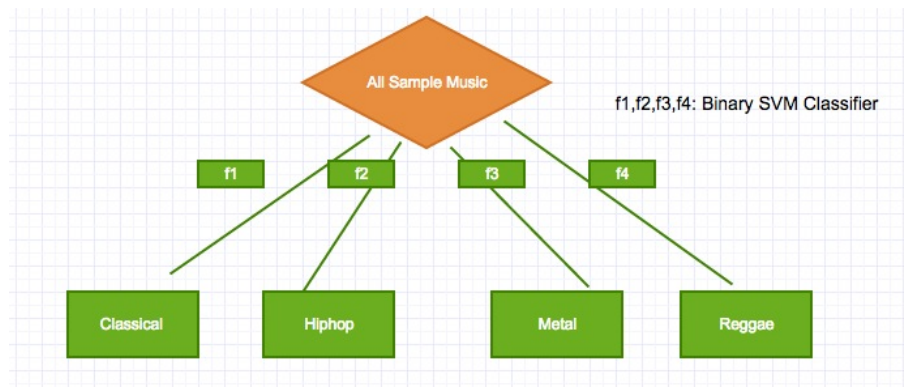 All Sample Music
f1,f2,f3,f4: Binary SVM Classifier
f1
f2
f3
f4
Classical
Hiphop
Metal
Reggae